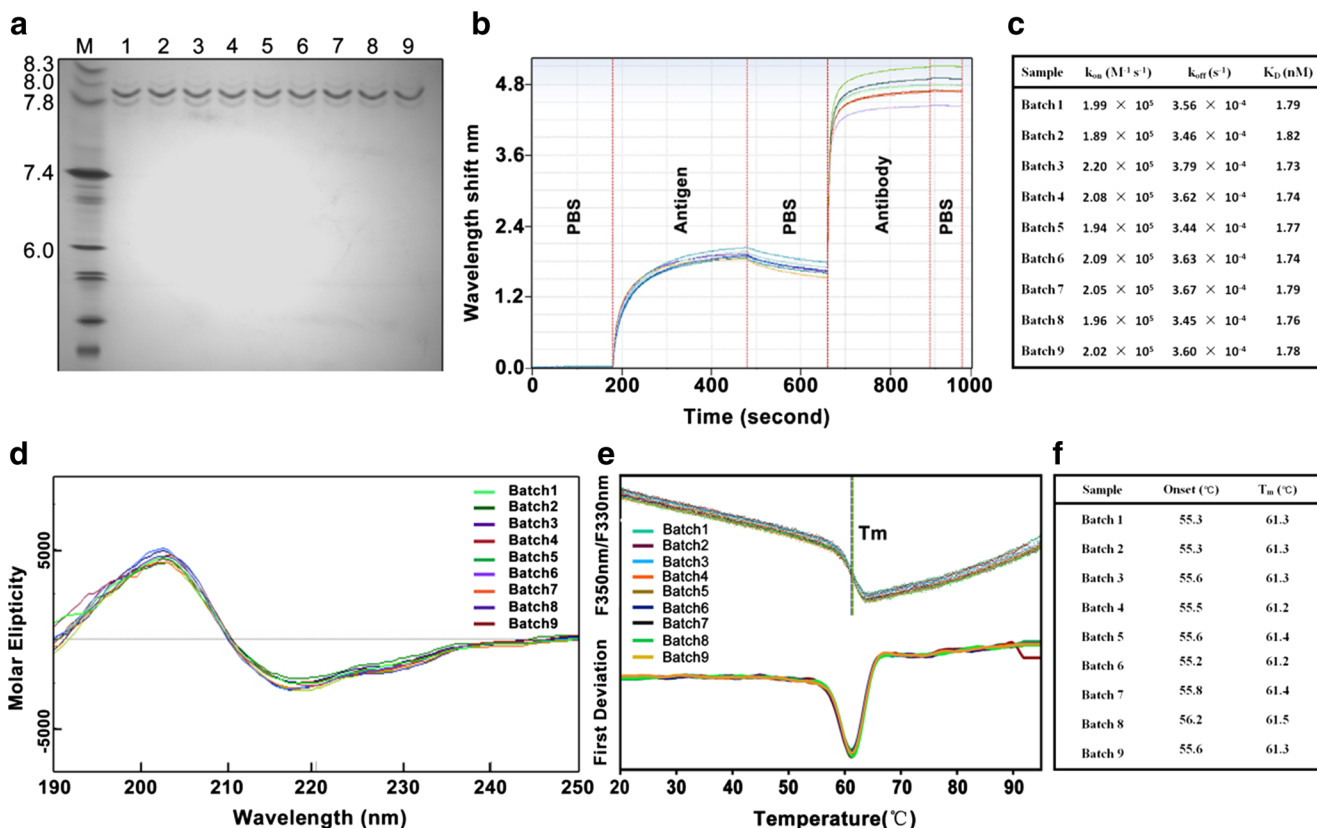 a
M 1 2 3 4 5 6 7 8 9
8.3
8.0
7.8
7.4
6.0
b
Wavelength shift nm
4.8
3.6
2.4
1.2
0.0
PBS
Antigen
PBS
Antibody
PBS
0 200 400 600 800 1000
Time (second)
c
Sample kon (M-1 s-1) koff (s-1) KD (nM)
Batch 1 1.99 × 10⁵ 3.56 × 10⁻⁴ 1.79
Batch 2 1.89 × 10⁵ 3.46 × 10⁻⁴ 1.82
Batch 3 2.20 × 10⁵ 3.79 × 10⁻⁴ 1.73
Batch 4 2.08 × 10⁵ 3.62 × 10⁻⁴ 1.74
Batch 5 1.94 × 10⁵ 3.44 × 10⁻⁴ 1.77
Batch 6 2.09 × 10⁵ 3.63 × 10⁻⁴ 1.74
Batch 7 2.05 × 10⁵ 3.67 × 10⁻⁴ 1.79
Batch 8 1.96 × 10⁵ 3.45 × 10⁻⁴ 1.76
Batch 9 2.02 × 10⁵ 3.60 × 10⁻⁴ 1.78
d
Molar Elipticity
5000
-5000
Batch1
Batch2
Batch3
Batch4
Batch5
Batch6
Batch7
Batch8
Batch9
190 200 210 220 230 240 250
Wavelength (nm)
e
F350nm/F330nm
First Deviation
Tm
Batch1
Batch2
Batch3
Batch4
Batch5
Batch6
Batch7
Batch8
Batch9
20 30 40 50 60 70 80 90
Temperature(℃)
f
Sample Onset (℃) Tm (℃)
Batch 1 55.3 61.3
Batch 2 55.3 61.3
Batch 3 55.6 61.3
Batch 4 55.5 61.2
Batch 5 55.6 61.4
Batch 6 55.2 61.2
Batch 7 55.8 61.4
Batch 8 56.2 61.5
Batch 9 55.6 61.3